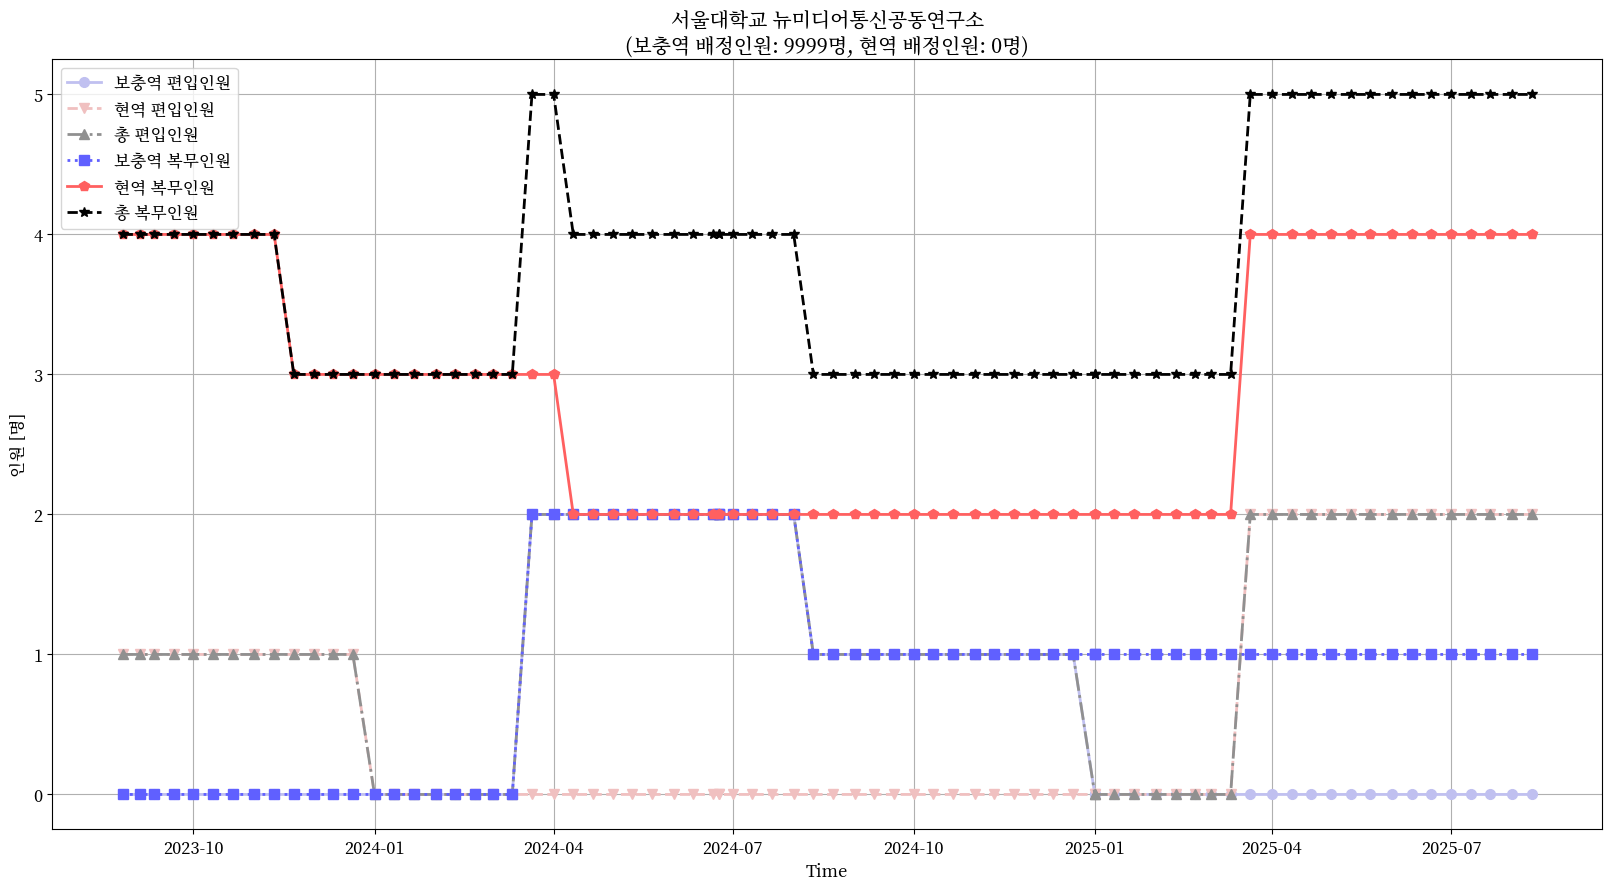 서울대학교 뉴미디어통신공동연구소
(보충역 배정인원: 9999명, 현역 배정인원: 0명)
보충역 편입인원
현역 편입인원
총 편입인원
보충역 복무인원
현역 복무인원
총 복무인원
5
4
3
2
1
0
인원 [명]
2023-10
2024-01
2024-04
2024-07
2024-10
2025-01
2025-04
2025-07
Time